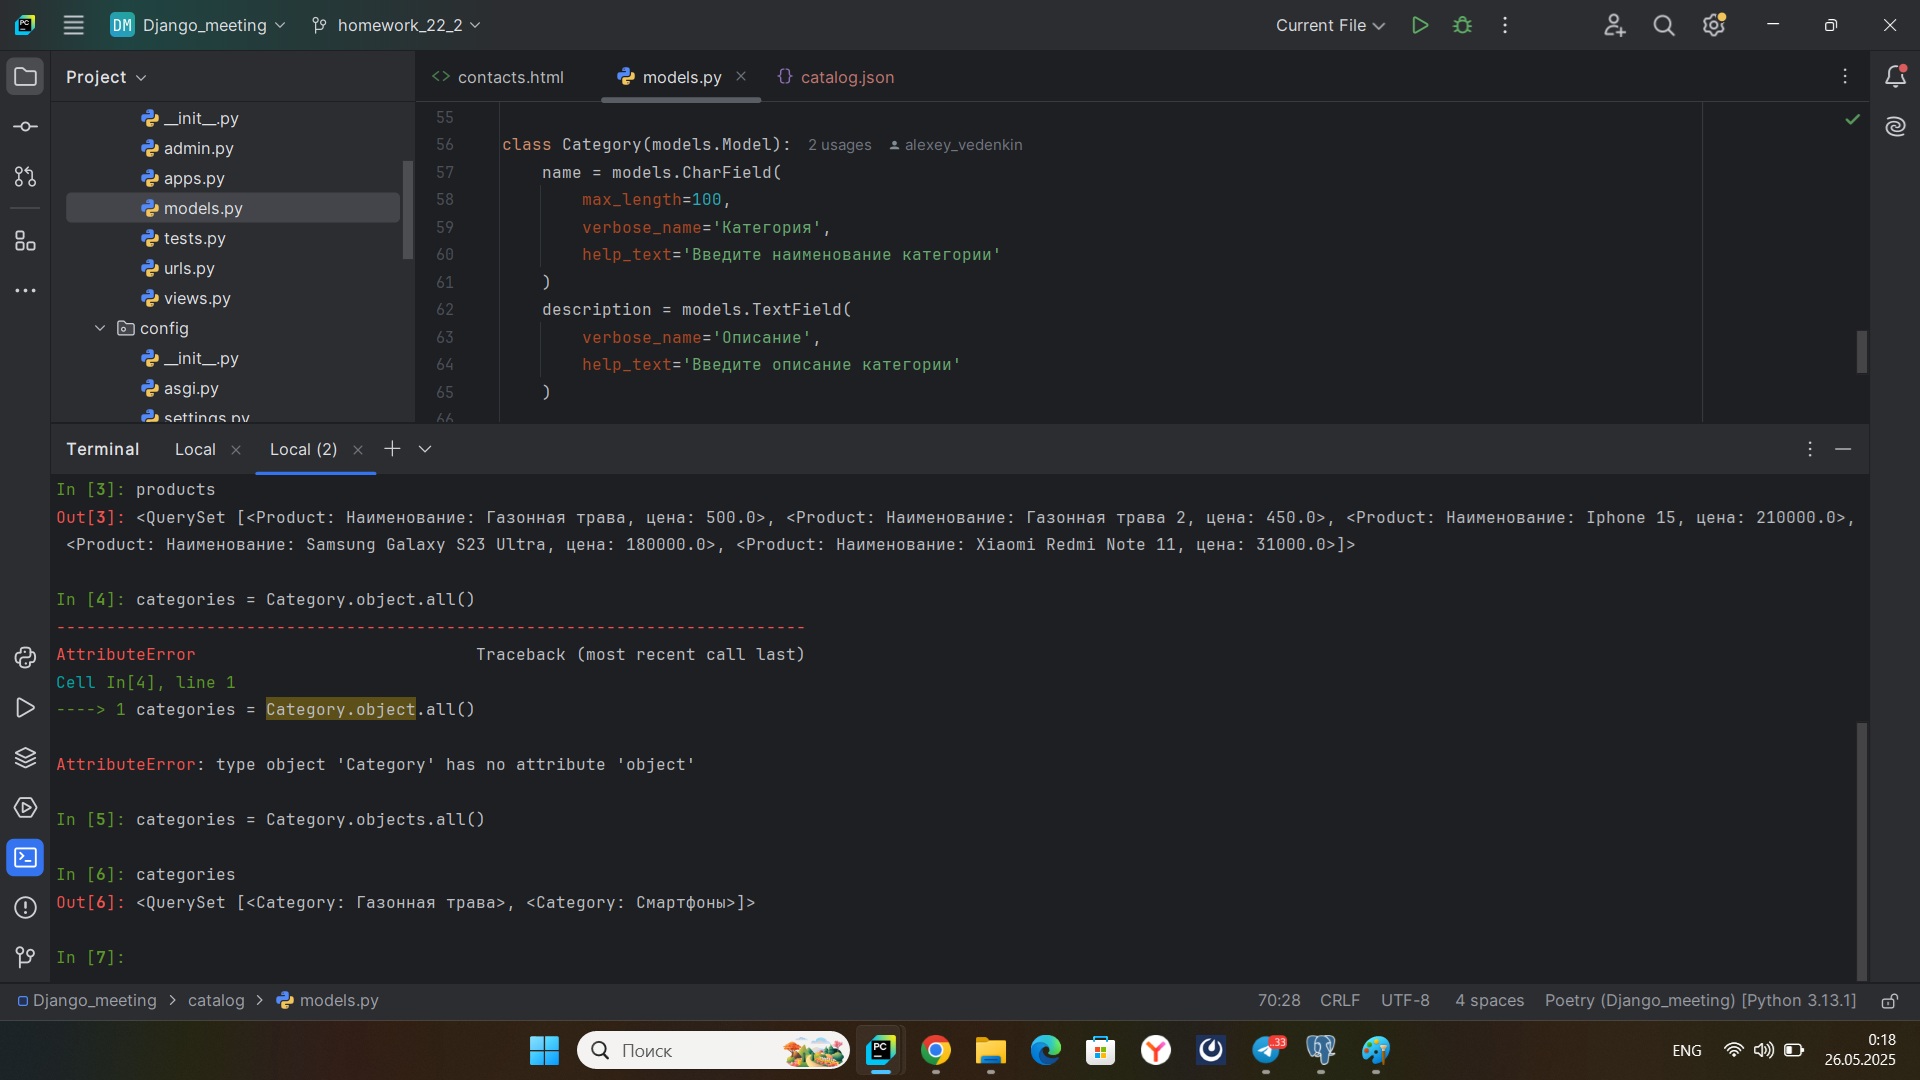 DM Django_meeting homework_22_2 Current File
Project
contacts.html models.py catalog.json
__init__.py
admin.py
apps.py
models.py
tests.py
urls.py
views.py
config
__init__.py
asgi.py
settings.py
55
56 class Category(models.Model): 2 usages alexey_vedenkin
57 name = models.CharField(
58 max_length=100,
59 verbose_name='Категория',
60 help_text='Введите наименование категории'
61 )
62 description = models.TextField(
63 verbose_name='Описание',
64 help_text='Введите описание категории'
65 )
66
Terminal Local Local (2)
In [3]: products
Out[3]: <QuerySet [<Product: Наименование: Газонная трава, цена: 500.0>, <Product: Наименование: Газонная трава 2, цена: 450.0>, <Product: Наименование: Iphone 15, цена: 210000.0>,
<Product: Наименование: Samsung Galaxy S23 Ultra, цена: 180000.0>, <Product: Наименование: Xiaomi Redmi Note 11, цена: 31000.0>]>
In [4]: categories = Category.object.all()
---------------------------------------------------------------------------
AttributeError Traceback (most recent call last)
Cell In[4], line 1
----> 1 categories = Category.object.all()
AttributeError: type object 'Category' has no attribute 'object'
In [5]: categories = Category.objects.all()
In [6]: categories
Out[6]: <QuerySet [<Category: Газонная трава>, <Category: Смартфоны>]>
In [7]:
Django_meeting > catalog > models.py 70:28 CRLF UTF-8 4 spaces Poetry (Django_meeting) [Python 3.13.1]
Поиск
PC
33
ENG
0:18
26.05.2025